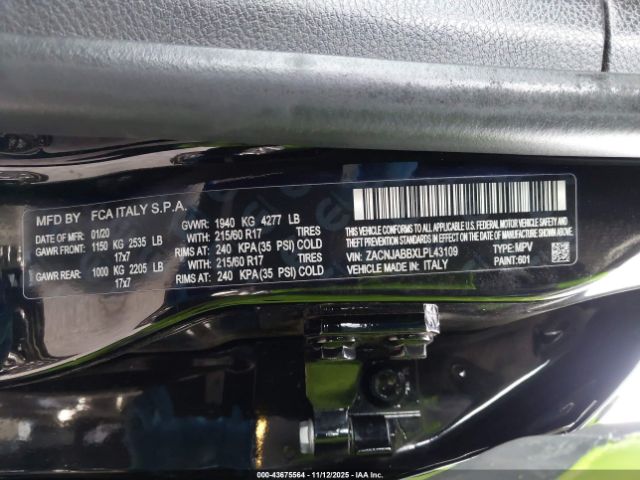 MFD BY FCA ITALY S.P.A.
DATE OF MFR: 01/20 GVWR: 1940 KG 4277 LB
GAWR FRONT: 1150 KG 2535 LB WITH: 215/60 R17 TIRES
17x7 RIMS AT: 240 KPA(35 PSI) COLD
GAWR REAR: 1000 KG 2205 LB WITH: 215/60 R17 TIRES
17x7 RIMS AT: 240 KPA(35 PSI) COLD
THIS VEHICLE CONFORMS TO ALL APPLICABLE U.S. FEDERAL MOTOR VEHICLE
SAFETY, BUMPER, AND THEFT PREVENTION STANDARDS IN EFFECT ON THE DATE OF MANUFACTURE SHOWN ABOVE.
VIN: ZACNJABBXLPL43109 TYPE: MPV
VEHICLE MADE IN: ITALY PAINT: 601
000-43675564 - 11/12/2025 - IAAI.COM